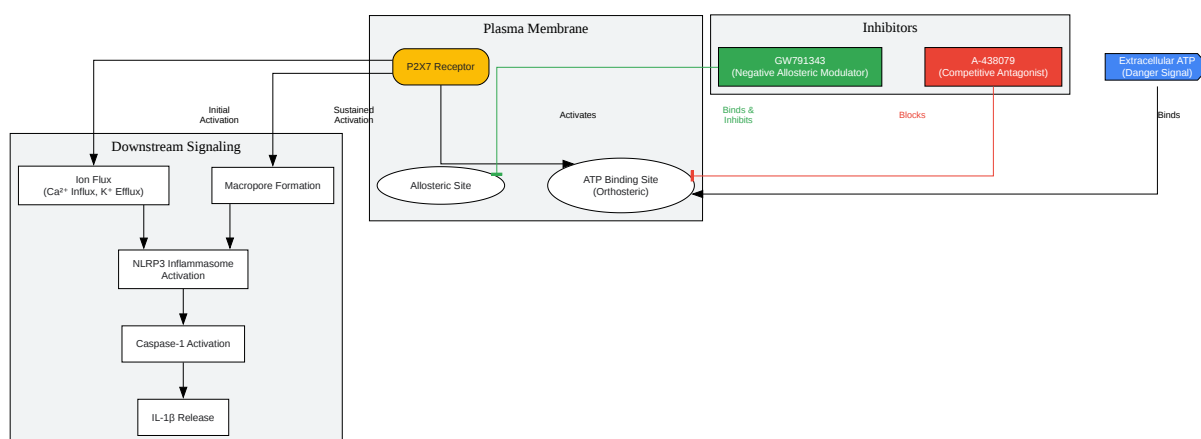 Plasma Membrane
Inhibitors
P2X7 Receptor
GW791343
(Negative Allosteric Modulator)
A-438079
(Competitive Antagonist)
Extracellular ATP
(Danger Signal)
Initial
Activation
Sustained
Activation
Activates
Binds &
Inhibits
Blocks
Binds
Downstream Signaling
Ion Flux
(Ca²⁺ Influx, K⁺ Efflux)
Macropore Formation
Allosteric Site
ATP Binding Site
(Orthosteric)
NLRP3 Inflammasome
Activation
Caspase-1 Activation
IL-1β Release